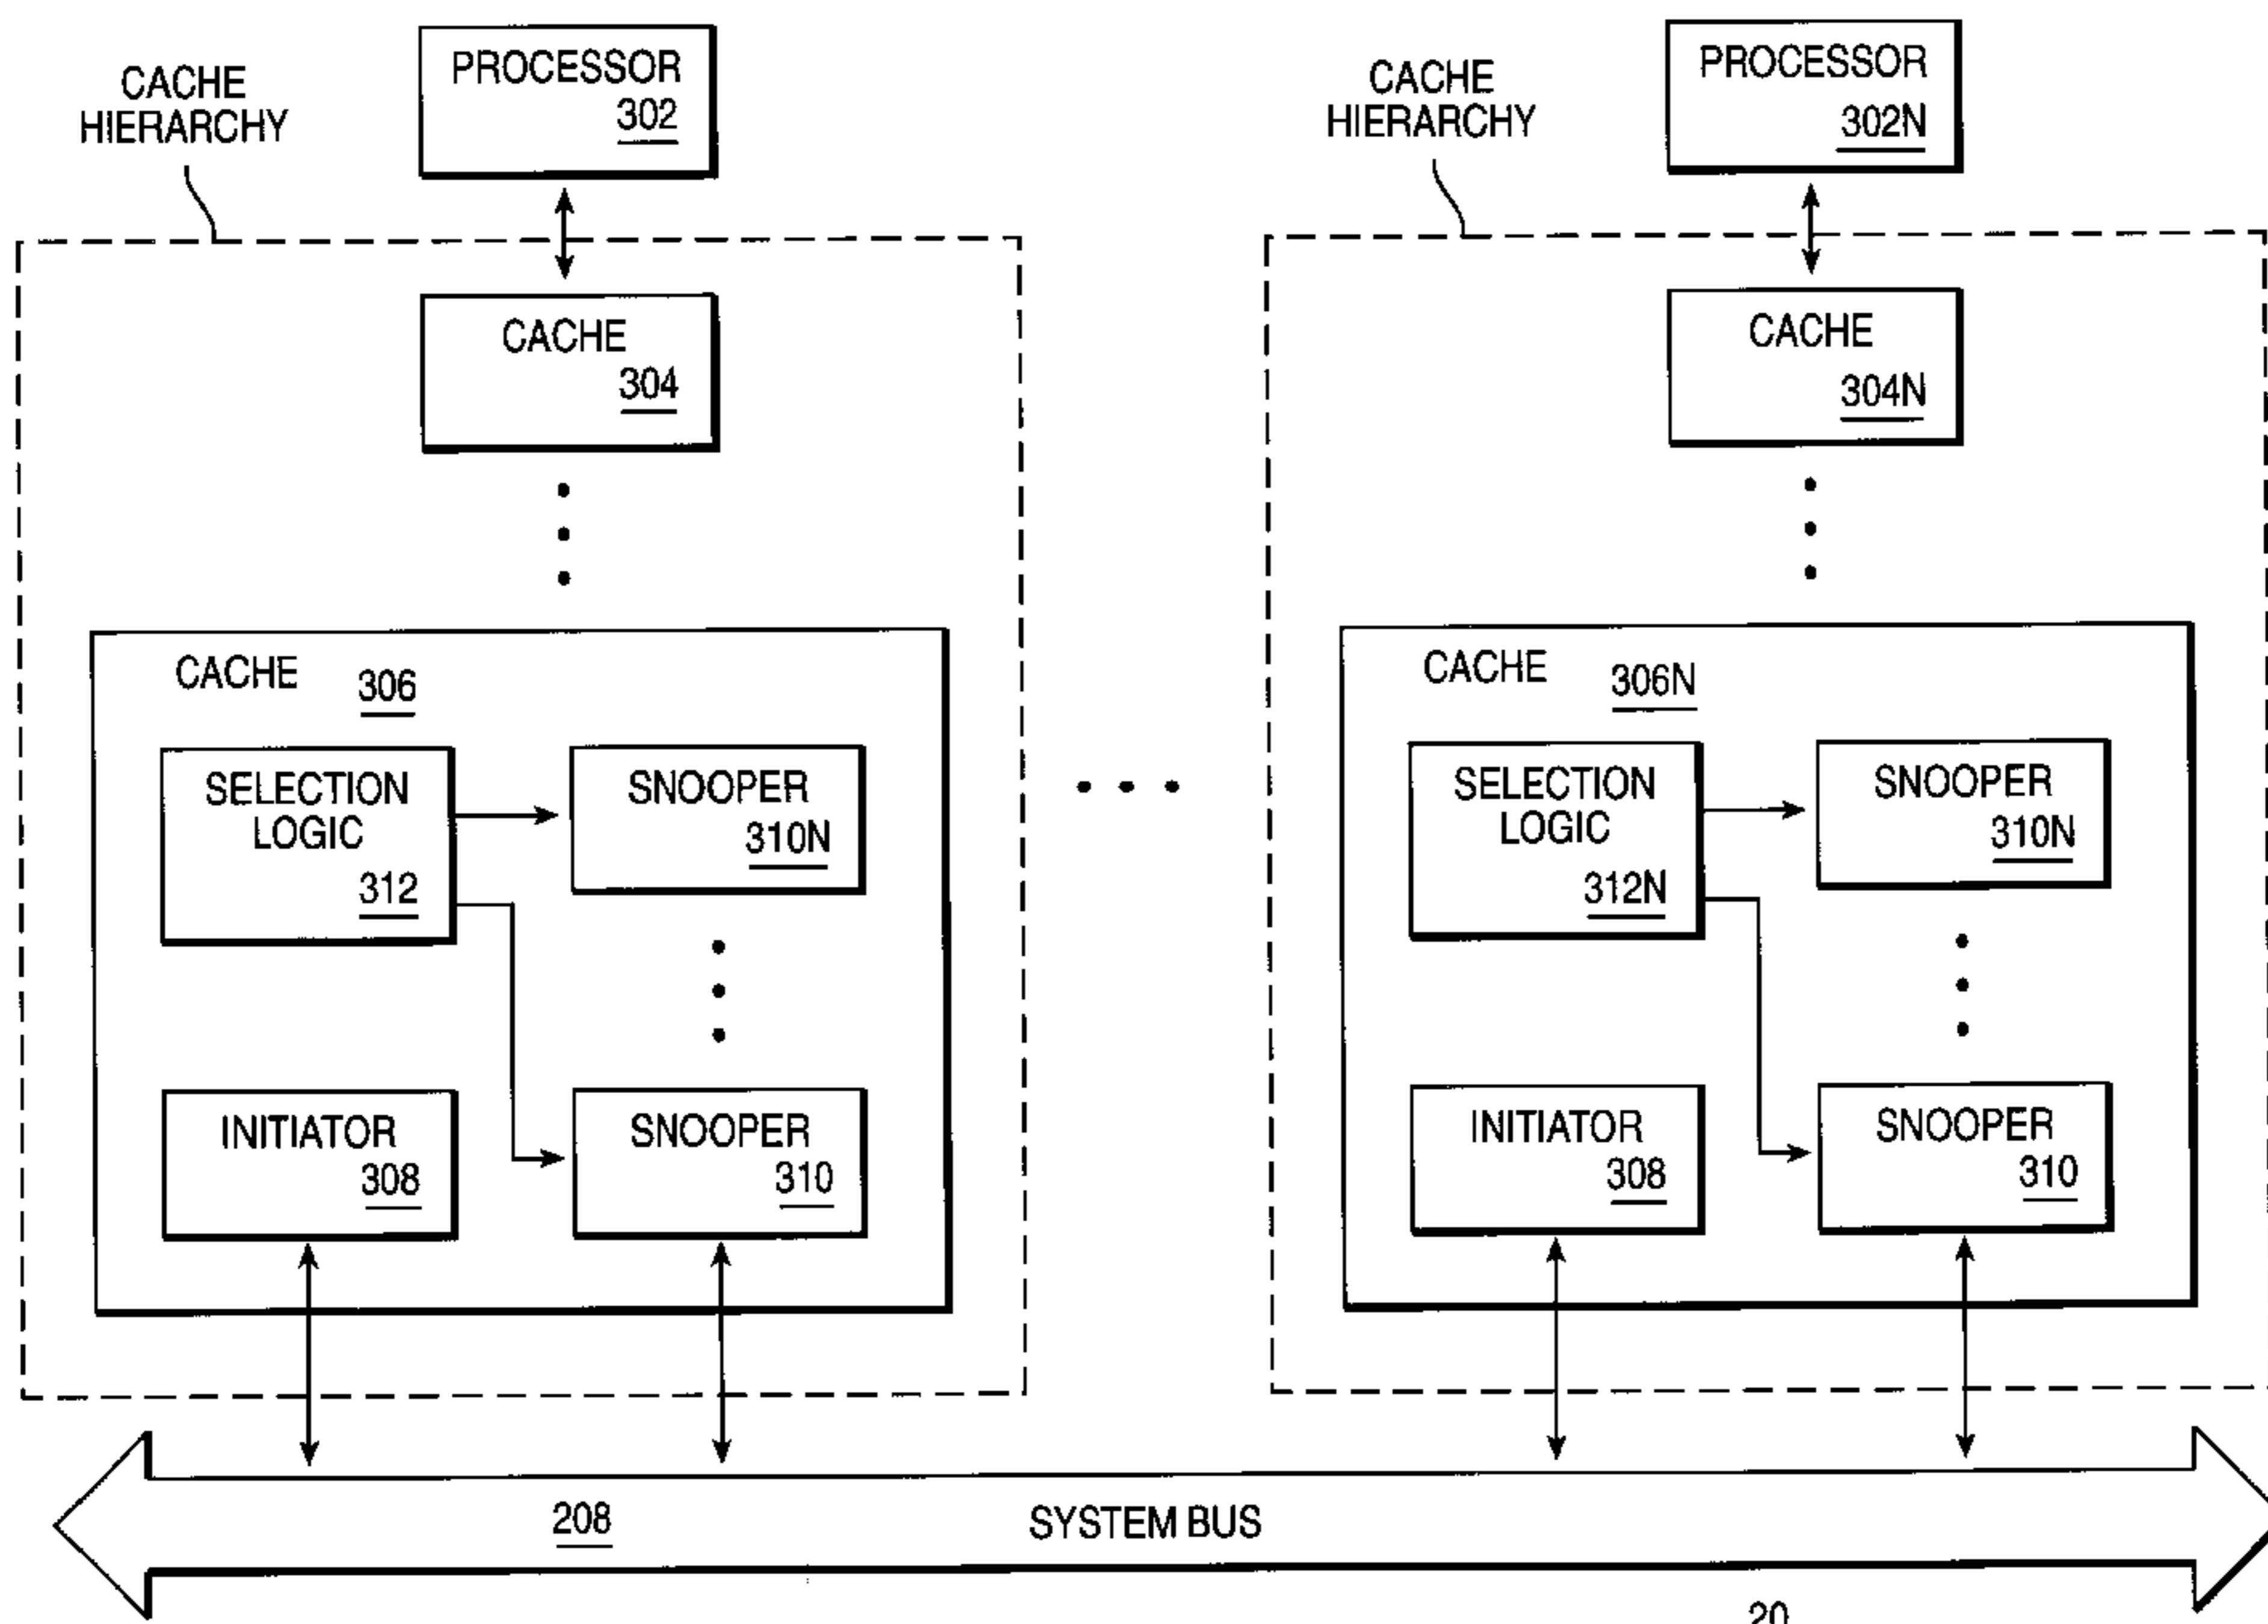 CACHE
HIERARCHY
PROCESSOR
302
CACHE
304
CACHE
306
SELECTION
LOGIC
312
SNOOPER
310N
INITIATOR
308
SNOOPER
310
CACHE
HIERARCHY
PROCESSOR
302N
CACHE
304N
CACHE
306N
SELECTION
LOGIC
312N
SNOOPER
310N
INITIATOR
308
SNOOPER
310
208
SYSTEM BUS
20